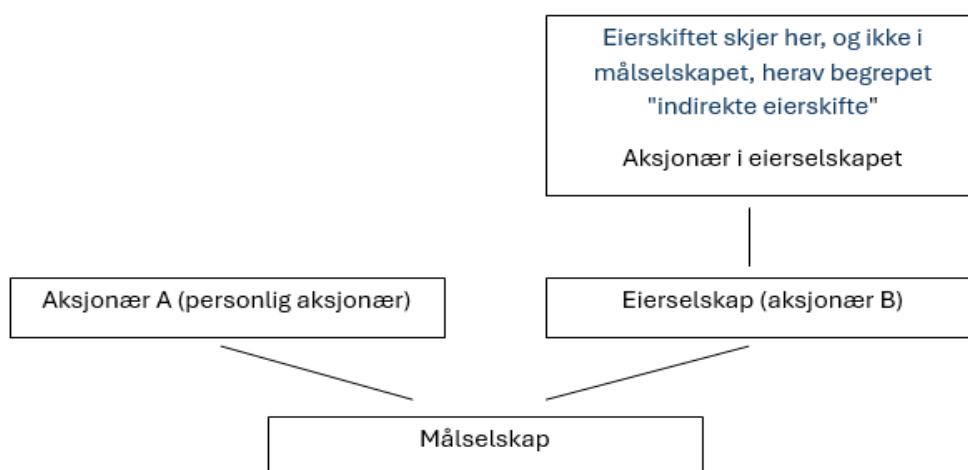 Eierskiftet skjer her, og ikke i
målselskapet, herav begrepet
"indirekte eierskifte"
Aksjonær i eierselskapet
Aksjonær A (personlig aksjonær)
Eierselskap (aksjonær B)
Målselskap